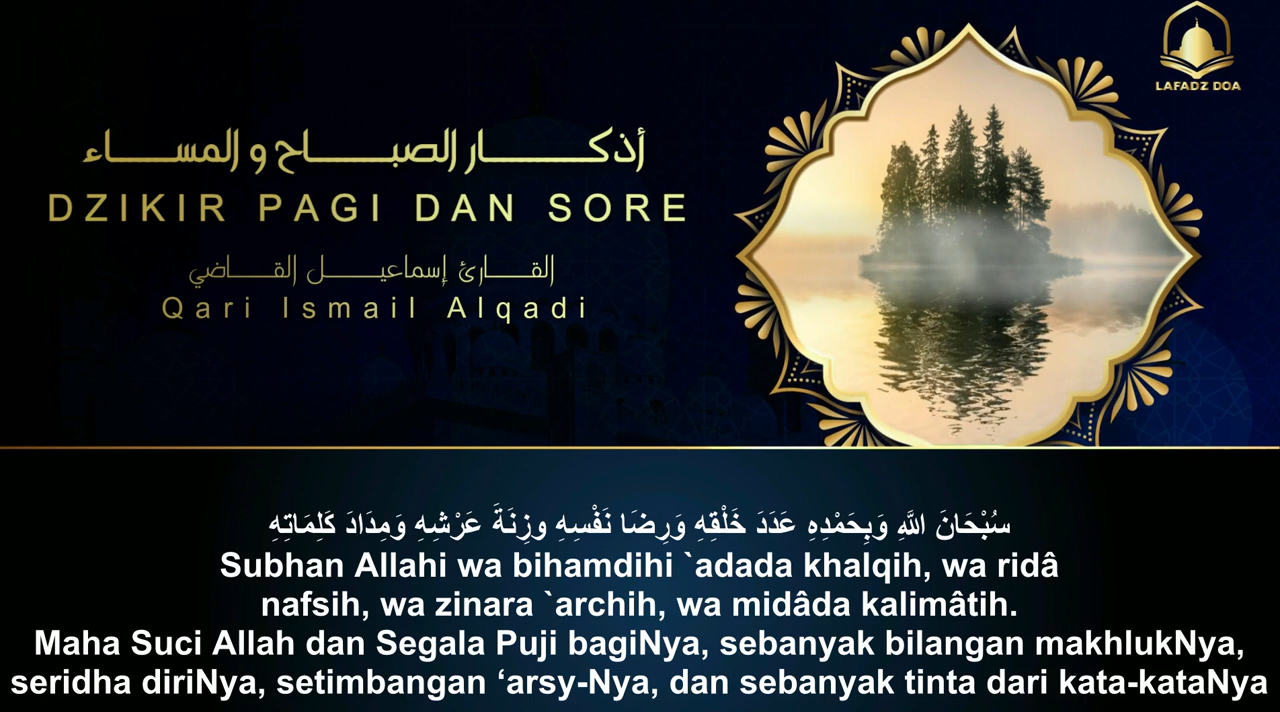 LAFADZ DOA
أذكار الصباح و المساء
DZIKIR PAGI DAN SORE
القارئ إسماعيل القاضي
Qari Ismail Alqadi
سُبْحَانَ اللَّهِ وَبِحَمْدِهِ عَدَدَ خَلْقِهِ وَرِضَا نَفْسِهِ وزِنَةَ عَرْشِهِ وَمِدَادَ كَلِمَاتِهِ
Subhan Allahi wa bihamdihi `adada khalqih, wa ridâ
nafsih, wa zinara `archih, wa midâda kalimâtih.
Maha Suci Allah dan Segala Puji bagiNya, sebanyak bilangan makhlukNya,
seridha diriNya, setimbangan ‘arsy-Nya, dan sebanyak tinta dari kata-kataNya